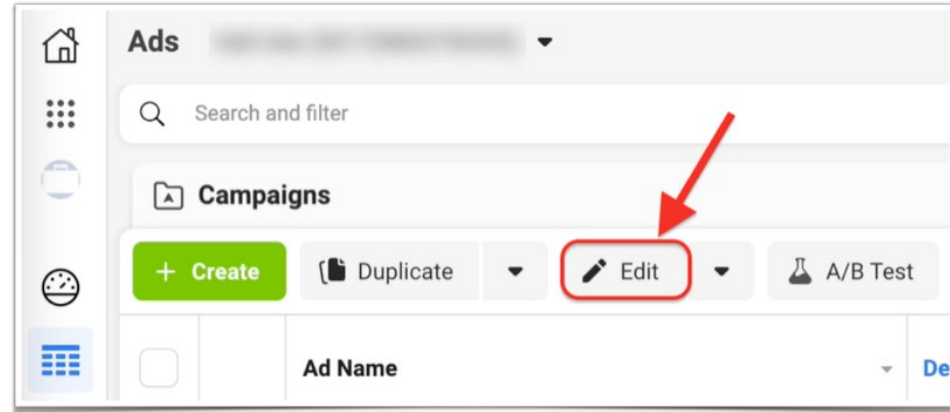 Ads
Search and filter
Campaigns
+ Create Duplicate Edit A/B Test
Ad Name De